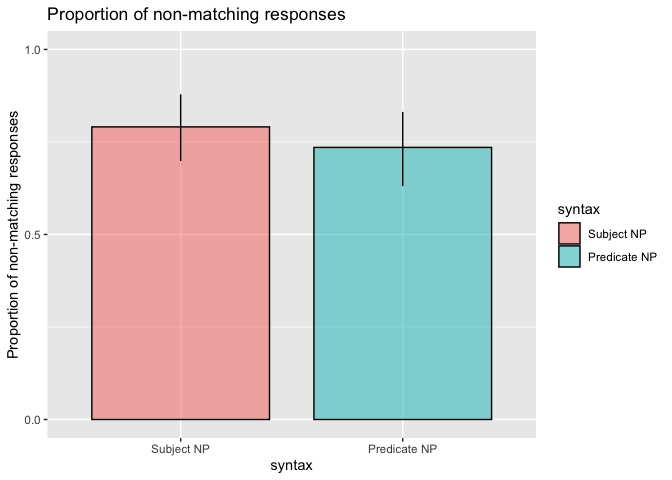 Proportion of non-matching responses
Proportion of non-matching responses
1.0
0.5
0.0
Subject NP
Predicate NP
syntax
syntax
Subject NP
Predicate NP